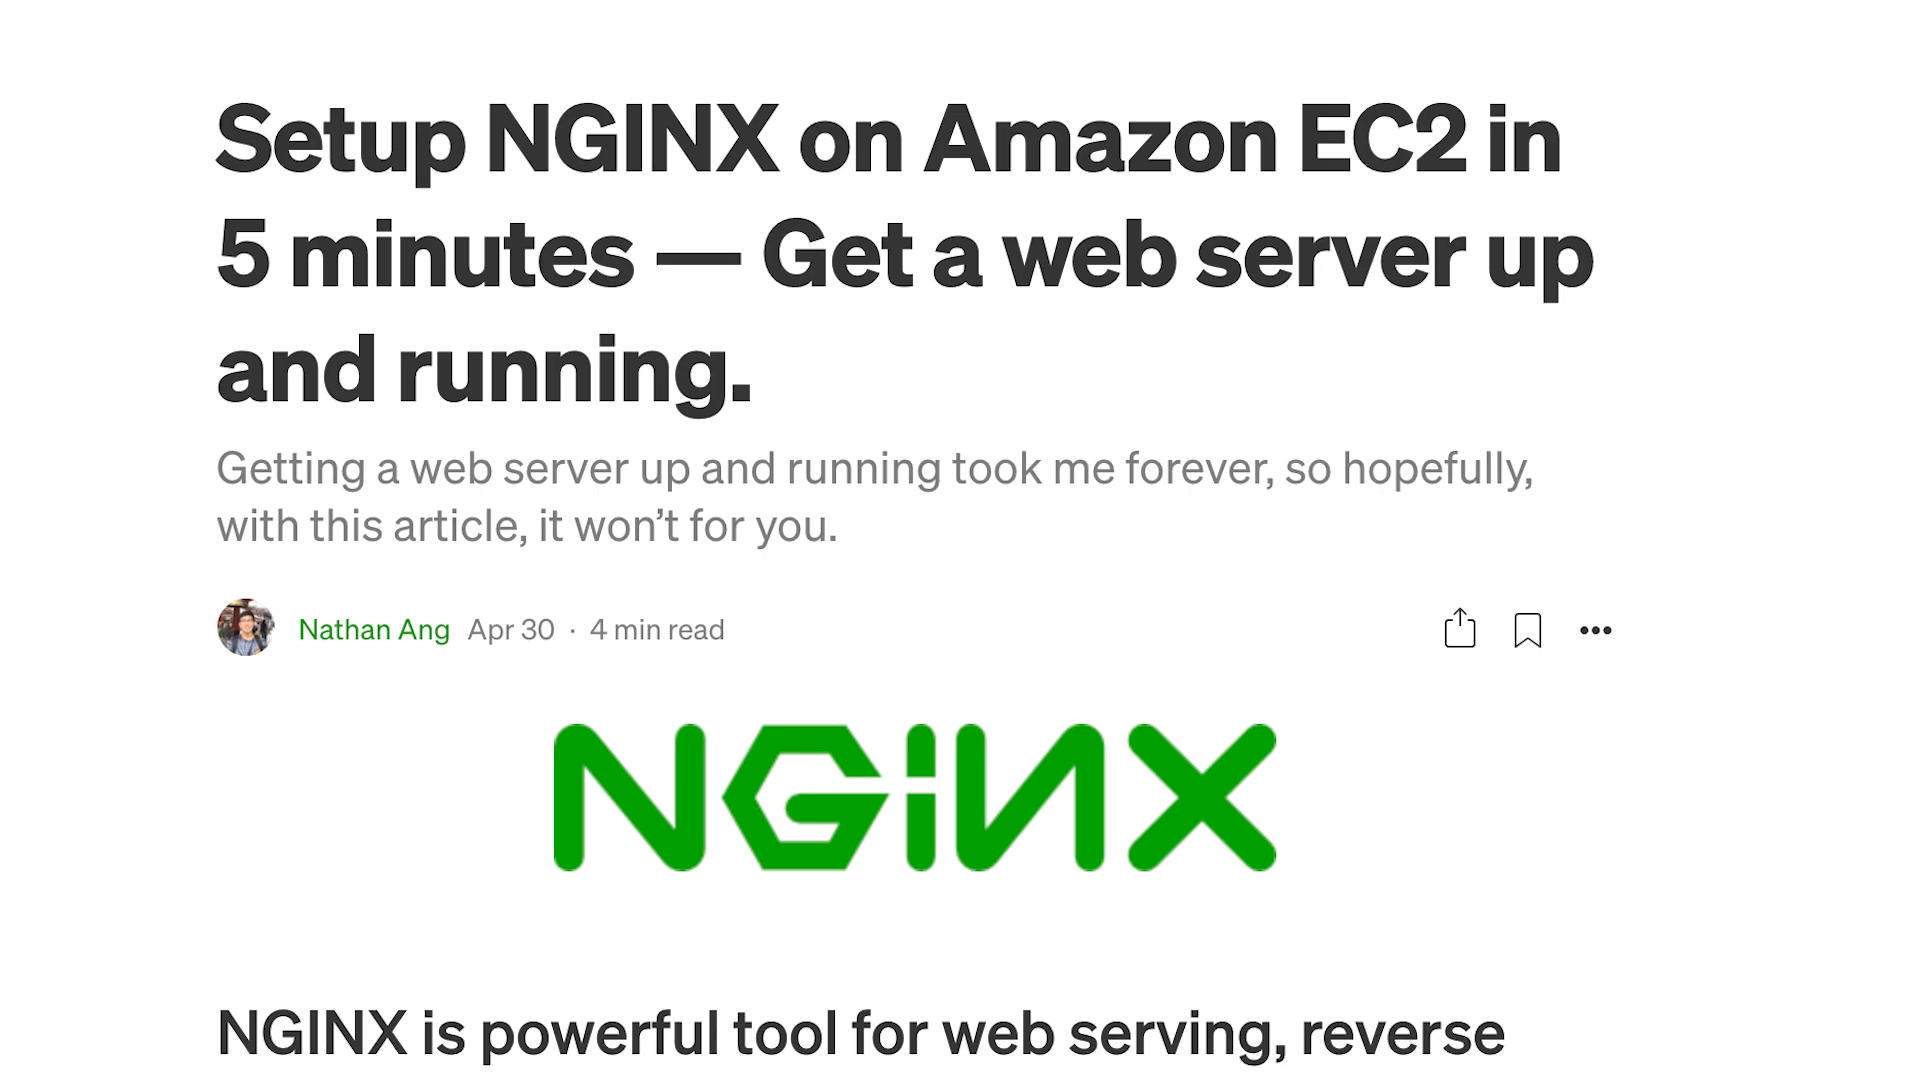 Setup NGINX on Amazon EC2 in
5 minutes — Get a web server up
and running.
Getting a web server up and running took me forever, so hopefully,
with this article, it won’t for you.
Nathan Ang Apr 30 · 4 min read
NGINX
NGINX is powerful tool for web serving, reverse